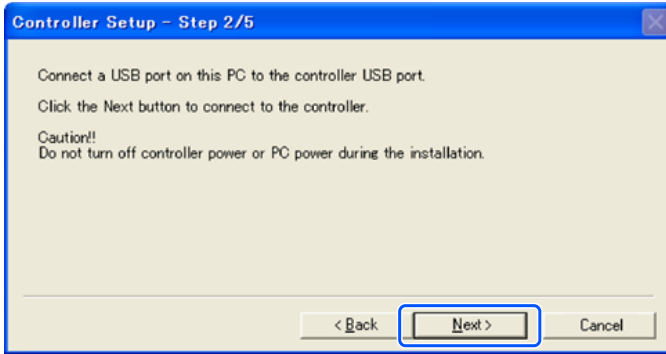 Controller Setup - Step 2/5
Connect a USB port on this PC to the controller USB port.
Click the Next button to connect to the controller.
Caution!!
Do not turn off controller power or PC power during the installation.
< Back
Next >
Cancel